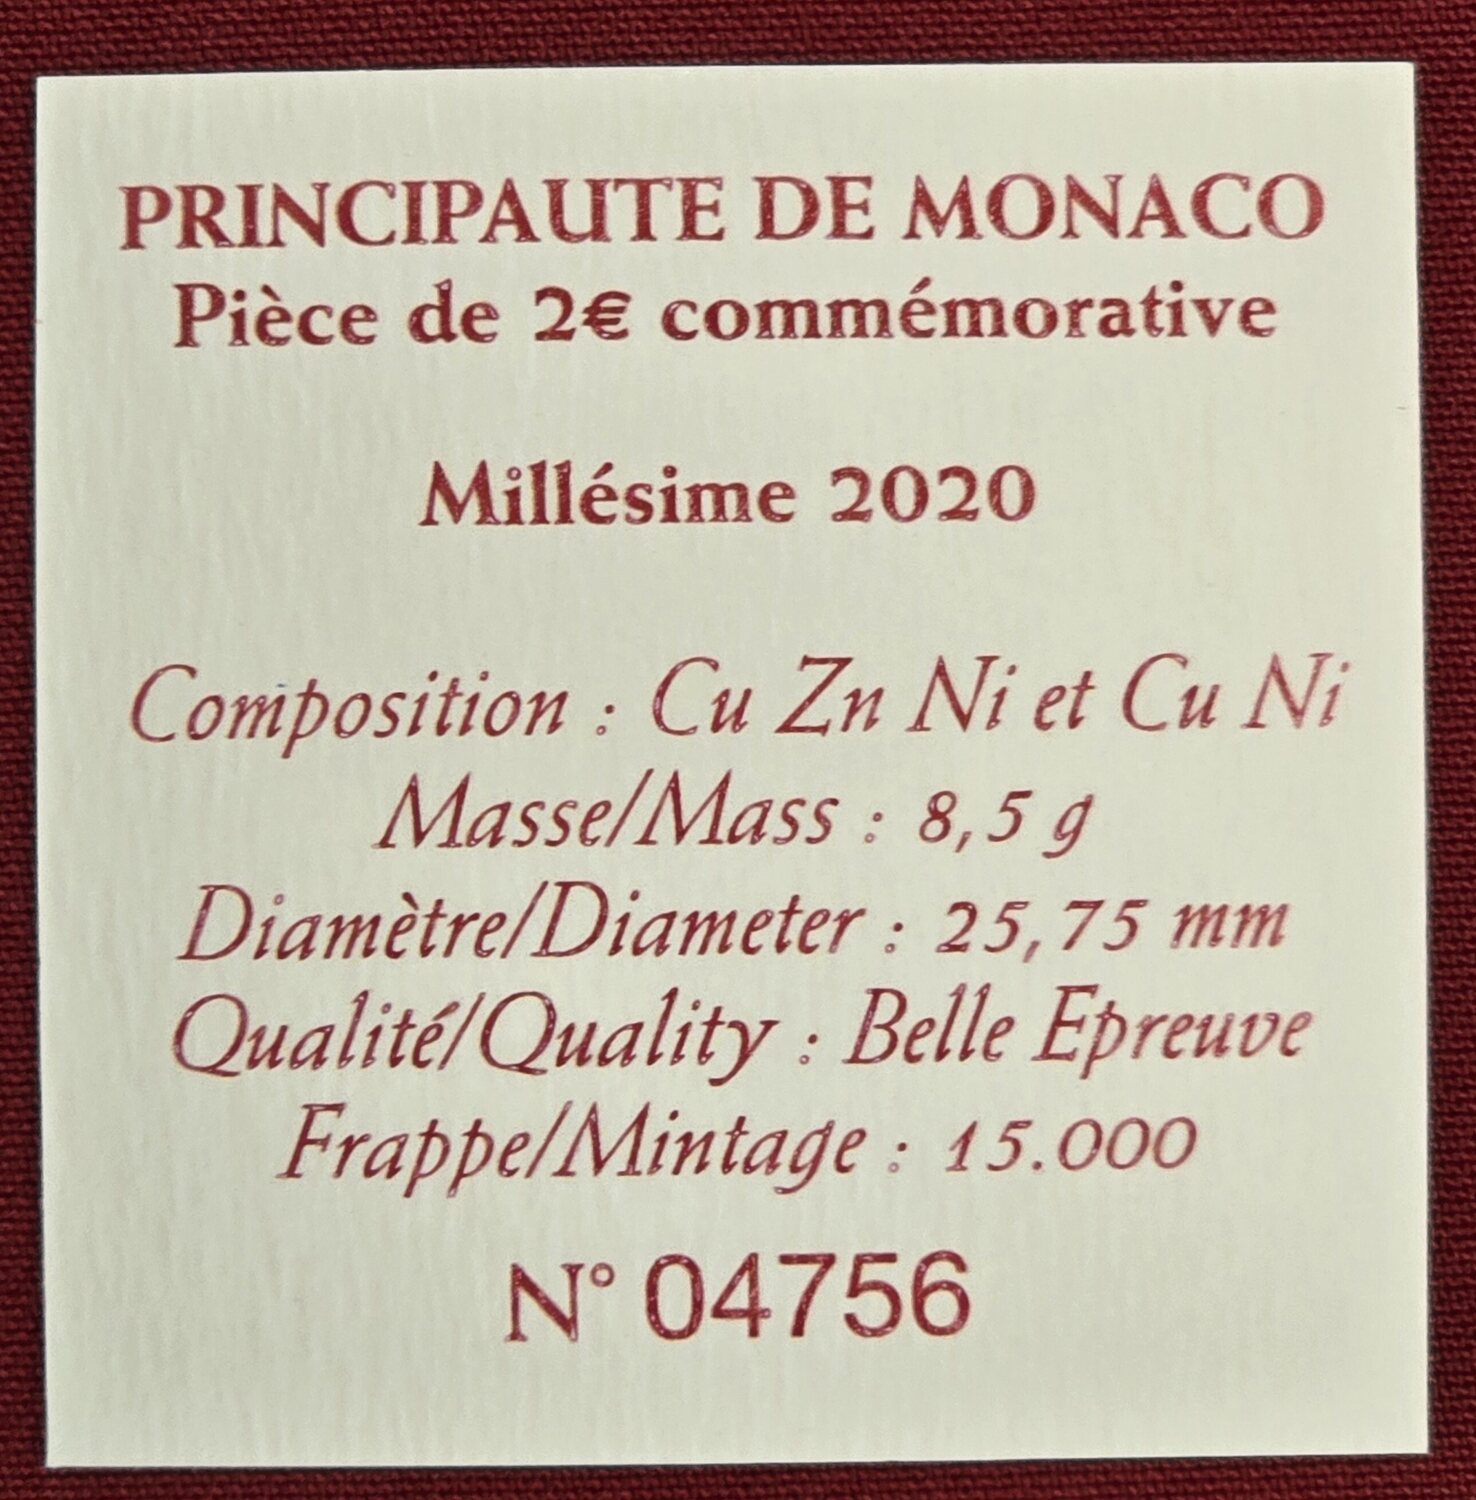 PRINCIPAUTE DE MONACO
Pièce de 2€ commémorative
Millésime 2020
Composition : Cu Zn Ni et Cu Ni
Masse/Mass : 8,5 g
Diamètre/Diameter : 25,75 mm
Qualité/Quality : Belle Epreuve
Frappe/Mintage : 15.000
N° 04756